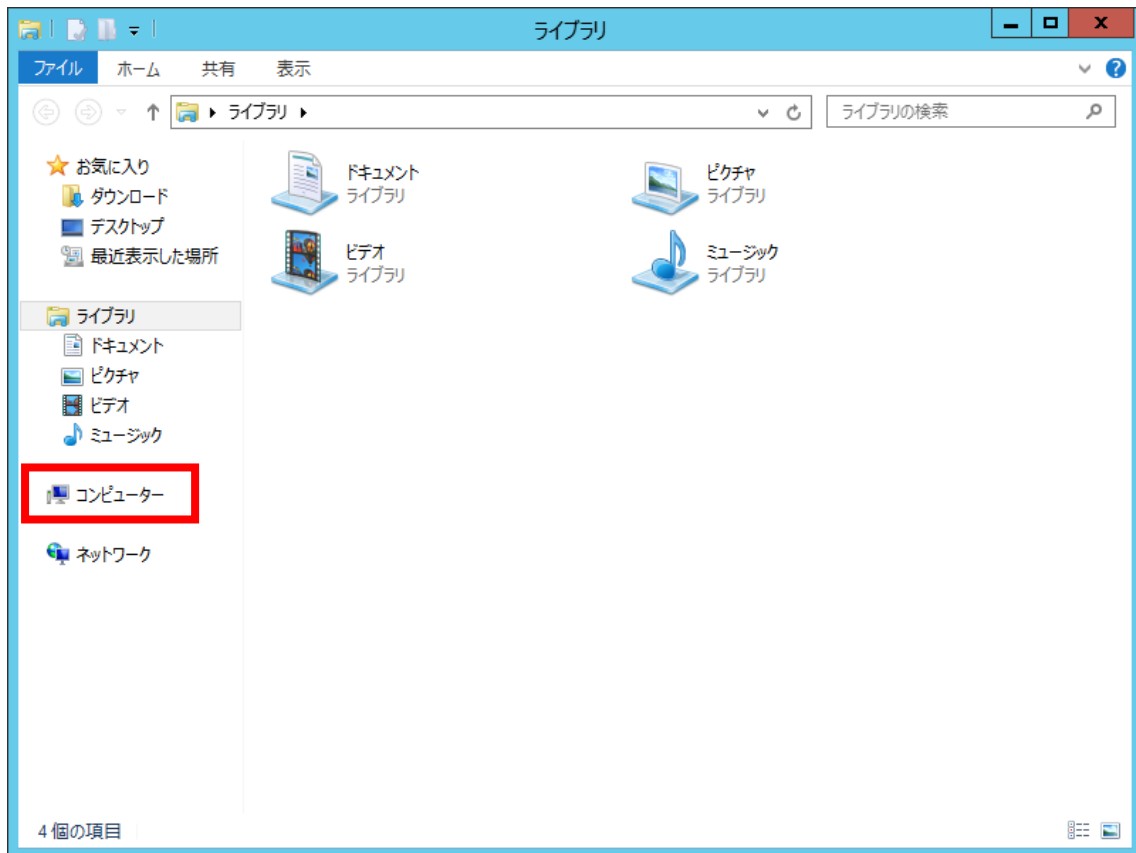 ライブラリ
ファイル ホーム 共有 表示
ライブラリ
ライブラリの検索
お気に入り
ダウンロード
デスクトップ
最近表示した場所
ライブラリ
ドキュメント
ピクチャ
ビデオ
ミュージック
コンピューター
ネットワーク
ドキュメント
ライブラリ
ピクチャ
ライブラリ
ビデオ
ライブラリ
ミュージック
ライブラリ
4 個の項目